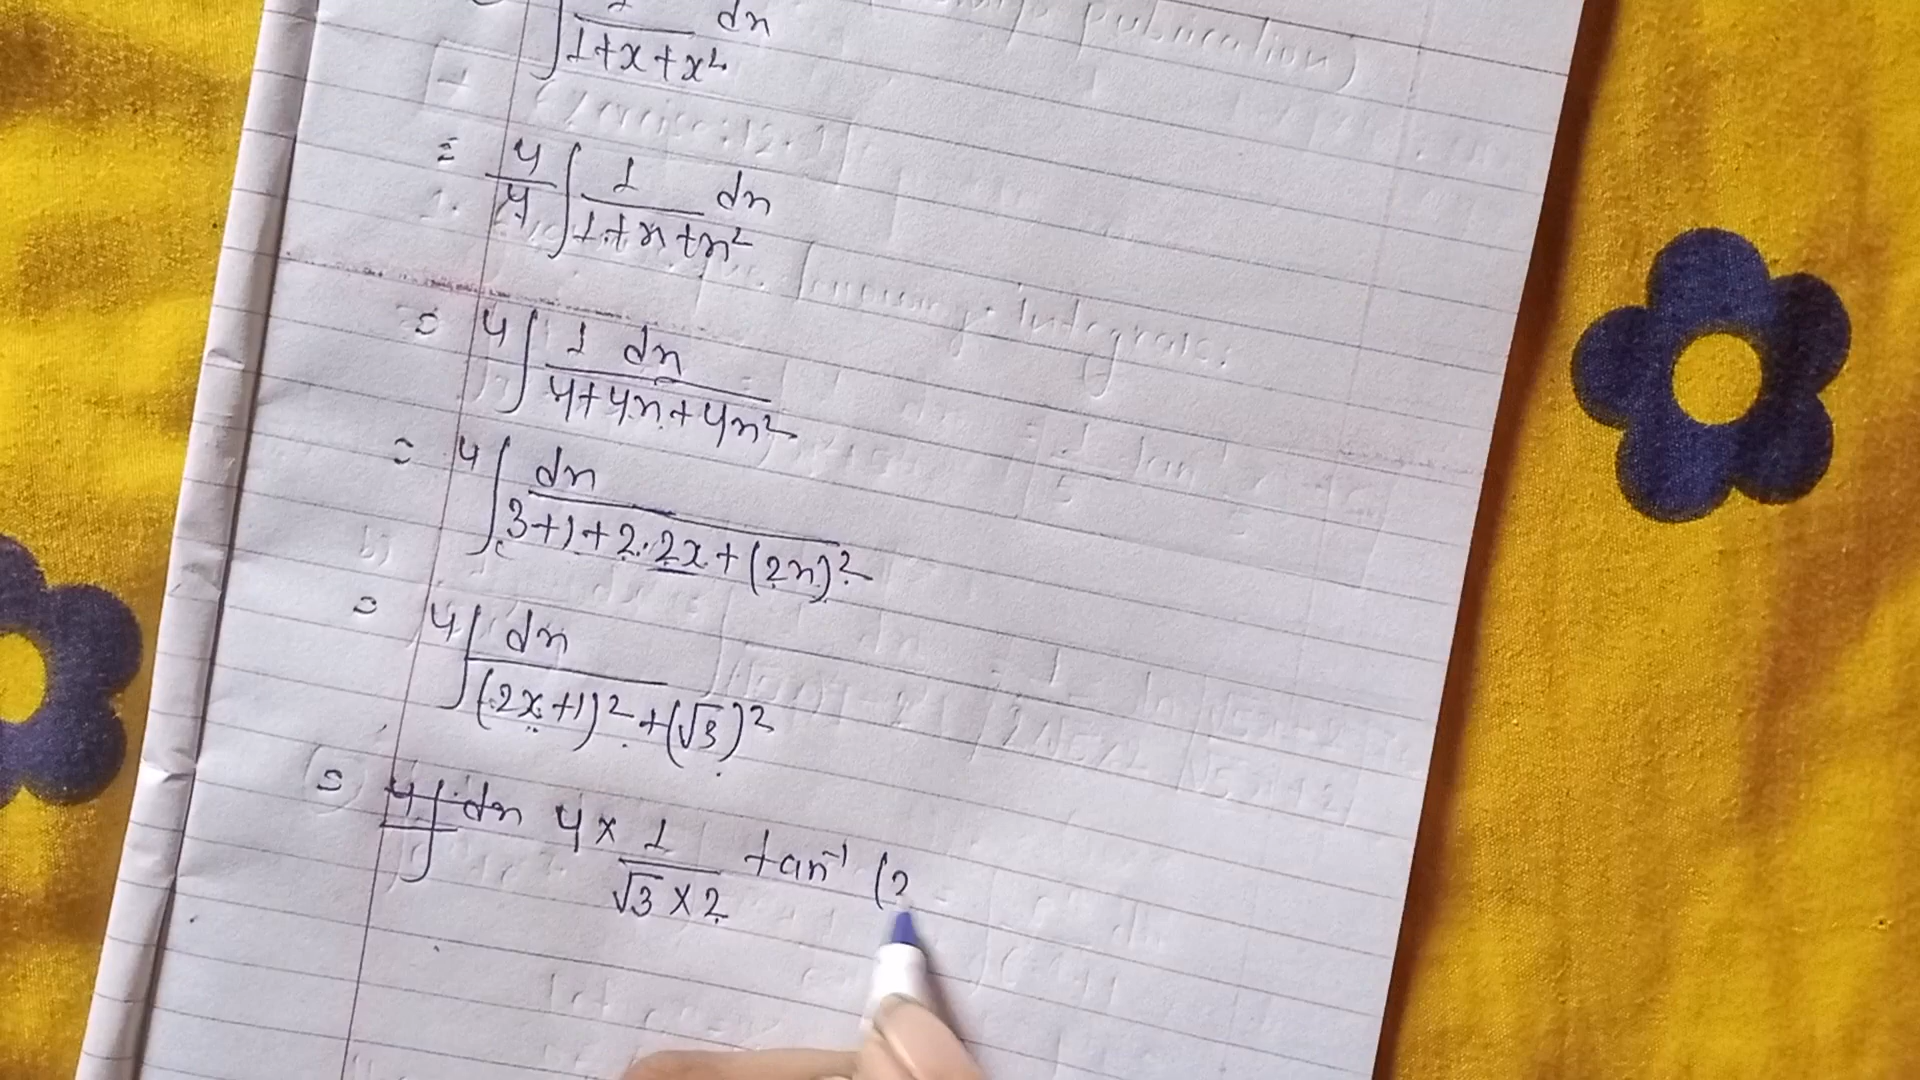 ∫ 1/(1+x+x²) dx
= 4/4 ∫ 1/(1+x+x²) dx
= 4 ∫ 1 dx/(4+4x+4x²)
= 4 ∫ dx/(3+1+2·2x+(2x)²)
= 4 ∫ dx/((2x+1)²+(√3)²)
= 4 × 1/(√3×2) tan⁻¹ (2